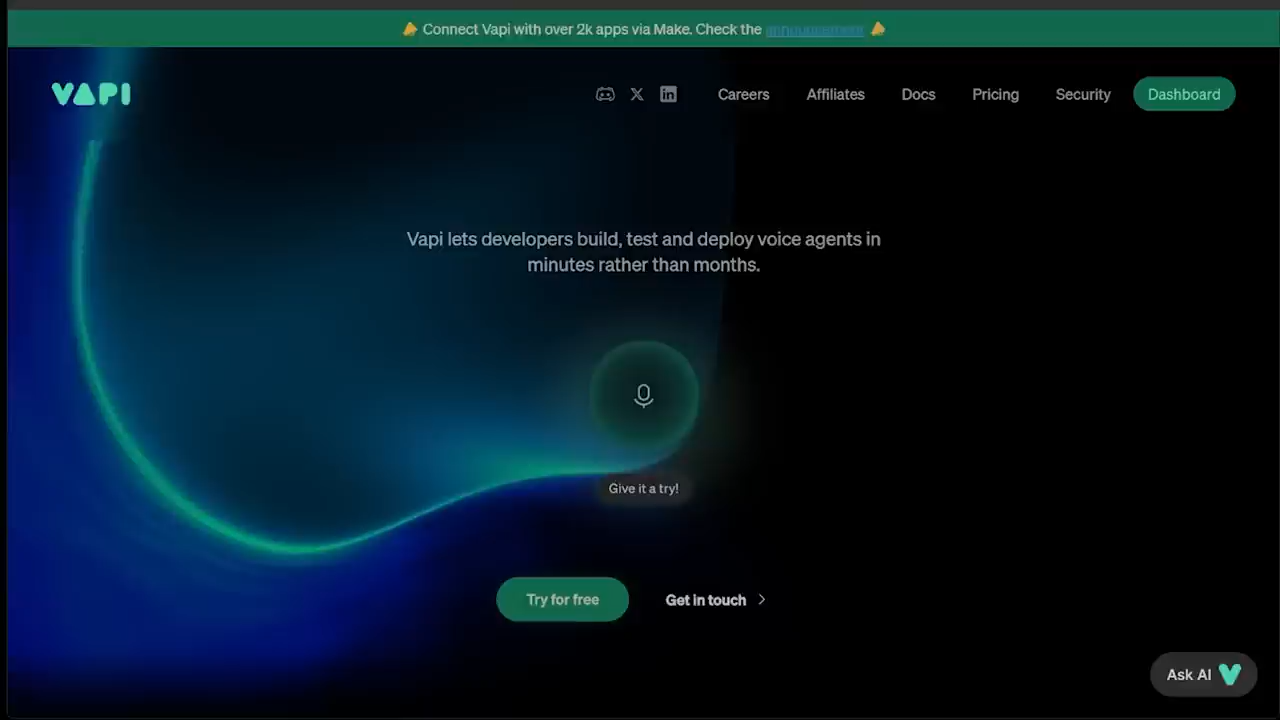 Connect Vapi with over 2k apps via Make. Check the announcement
VAPI
Careers
Affiliates
Docs
Pricing
Security
Dashboard
Vapi lets developers build, test and deploy voice agents in
minutes rather than months.
Give it a try!
Try for free
Get in touch
Ask AI